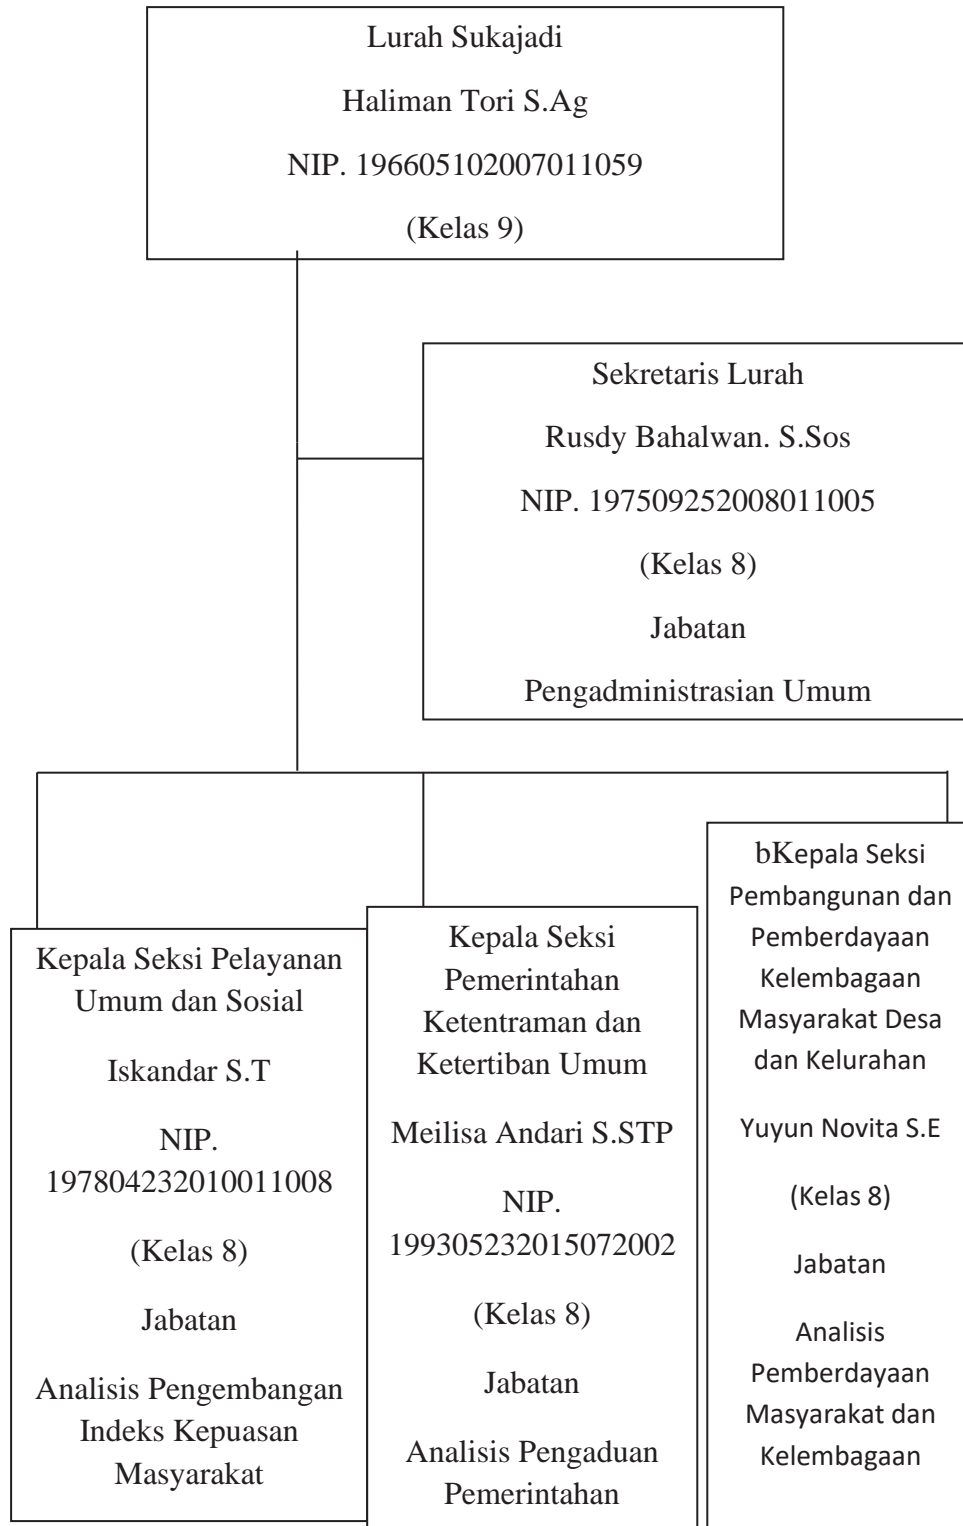 Lurah Sukajadi
Haliman Tori S.Ag
NIP. 196605102007011059
(Kelas 9)
Sekretaris Lurah
Rusdy Bahalwan. S.Sos
NIP. 197509252008011005
(Kelas 8)
Jabatan
Pengadministrasian Umum
Kepala Seksi Pelayanan
Umum dan Sosial
Iskandar S.T
NIP.
197804232010011008
(Kelas 8)
Jabatan
Analisis Pengembangan
Indeks Kepuasan
Masyarakat
Kepala Seksi
Pemerintahan
Ketentraman dan
Ketertiban Umum
Meilisa Andari S.STP
NIP.
199305232015072002
(Kelas 8)
Jabatan
Analisis Pengaduan
Pemerintahan
bKepala Seksi
Pembangunan dan
Pemberdayaan
Kelembagaan
Masyarakat Desa
dan Kelurahan
Yuyun Novita S.E
(Kelas 8)
Jabatan
Analisis
Pemberdayaan
Masyarakat dan
Kelembagaan